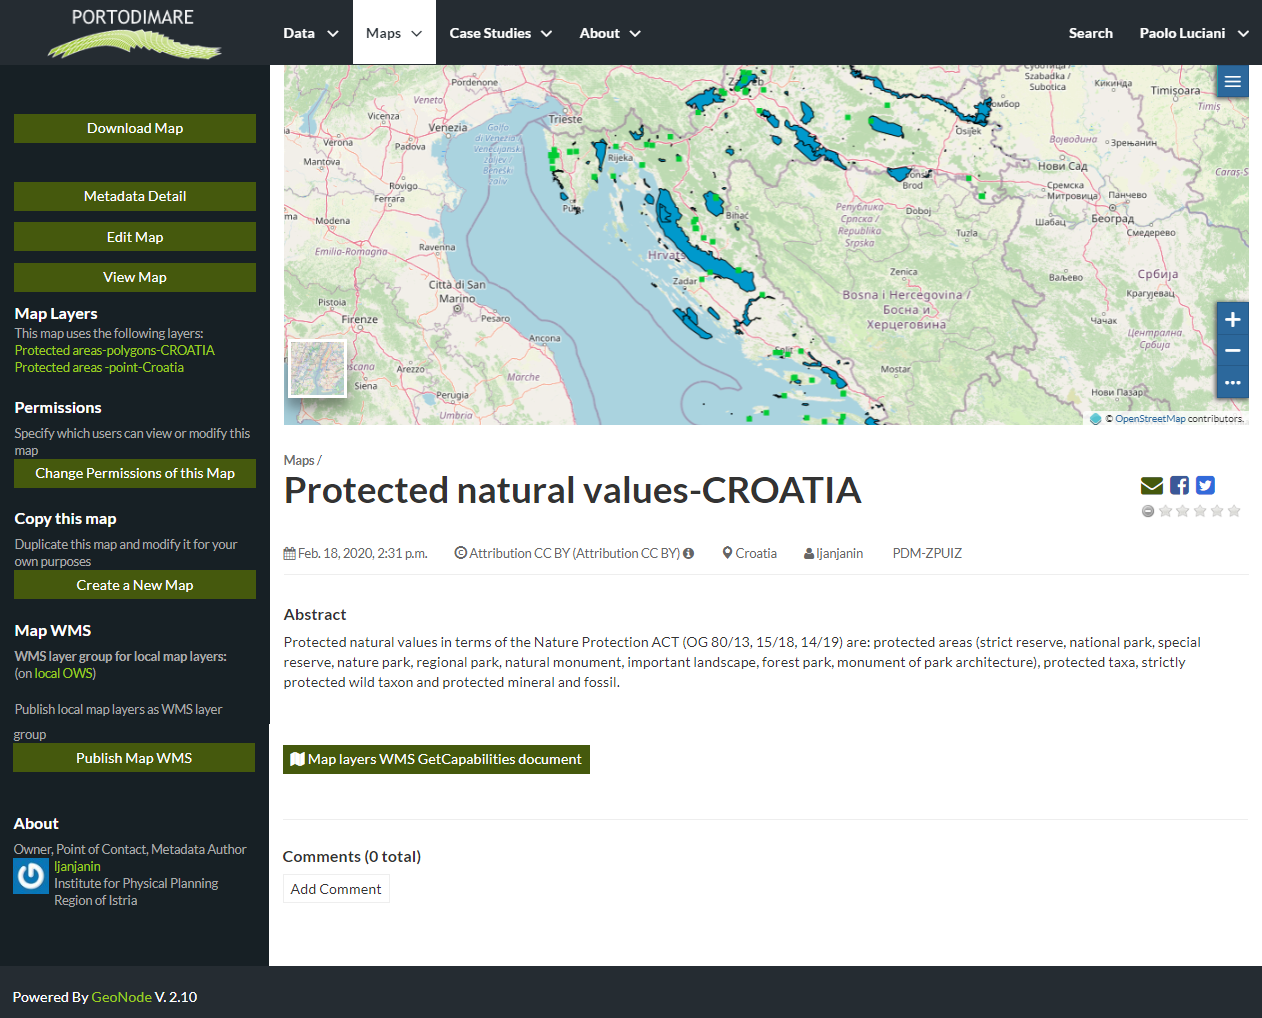 PORTODIMARE
Data
Maps
Case Studies
About
Search
Paolo Luciani
Download Map
Metadata Detail
Edit Map
View Map
Map Layers
This map uses the following layers:
Protected areas-polygons-CROATIA
Protected areas -point-Croatia
Permissions
Specify which users can view or modify this
map
Change Permissions of this Map
Copy this map
Duplicate this map and modify it for your
own purposes
Create a New Map
Map WMS
WMS layer group for local map layers:
(on local OWS)
Publish local map layers as WMS layer
group
Publish Map WMS
About
Owner, Point of Contact, Metadata Author
ljanjanin
Institute for Physical Planning
Region of Istria
Pordenone
Veneto
Vicenza
Venezia
Trieste
Verona
Padova
Golfo
di Venezia
Mantova
Rovigo
Ferrara
Rijeka
Modena
Emilia-Romagna
Ravenna
Città di San
Marino
Pesaro
Pistoia
Firenze
Ancona
Arezzo
Siena
Marche
Perugia
Umbria
Zadar
Bihać
Република
Српска /
Republika
Srpska
Doboj
Tuzla
Zenica
Bosna i Hercegovina /
Босна и
Херцеговина
Mostar
Osijek
Brod
Subotica
Кикинда
Timișoara
Timiș
Војводина
Зрењанин
Нови Сад
Сремска
Митровица
Панчево
Београд
Шабац
Смедерево
Caraș-S
Ваљево
Србија
Крагујевац
Чачак
Централна
Србија
Нови Пазар
© OpenStreetMap contributors.
Maps /
Protected natural values-CROATIA
Feb. 18, 2020, 2:31 p.m.
Attribution CC BY (Attribution CC BY)
Croatia
ljanjanin
PDM-ZPUIZ
Abstract
Protected natural values in terms of the Nature Protection ACT (OG 80/13, 15/18, 14/19) are: protected areas (strict reserve, national park, special
reserve, nature park, regional park, natural monument, important landscape, forest park, monument of park architecture), protected taxa, strictly
protected wild taxon and protected mineral and fossil.
Map layers WMS GetCapabilities document
Comments (0 total)
Add Comment
Powered By GeoNode V. 2.10